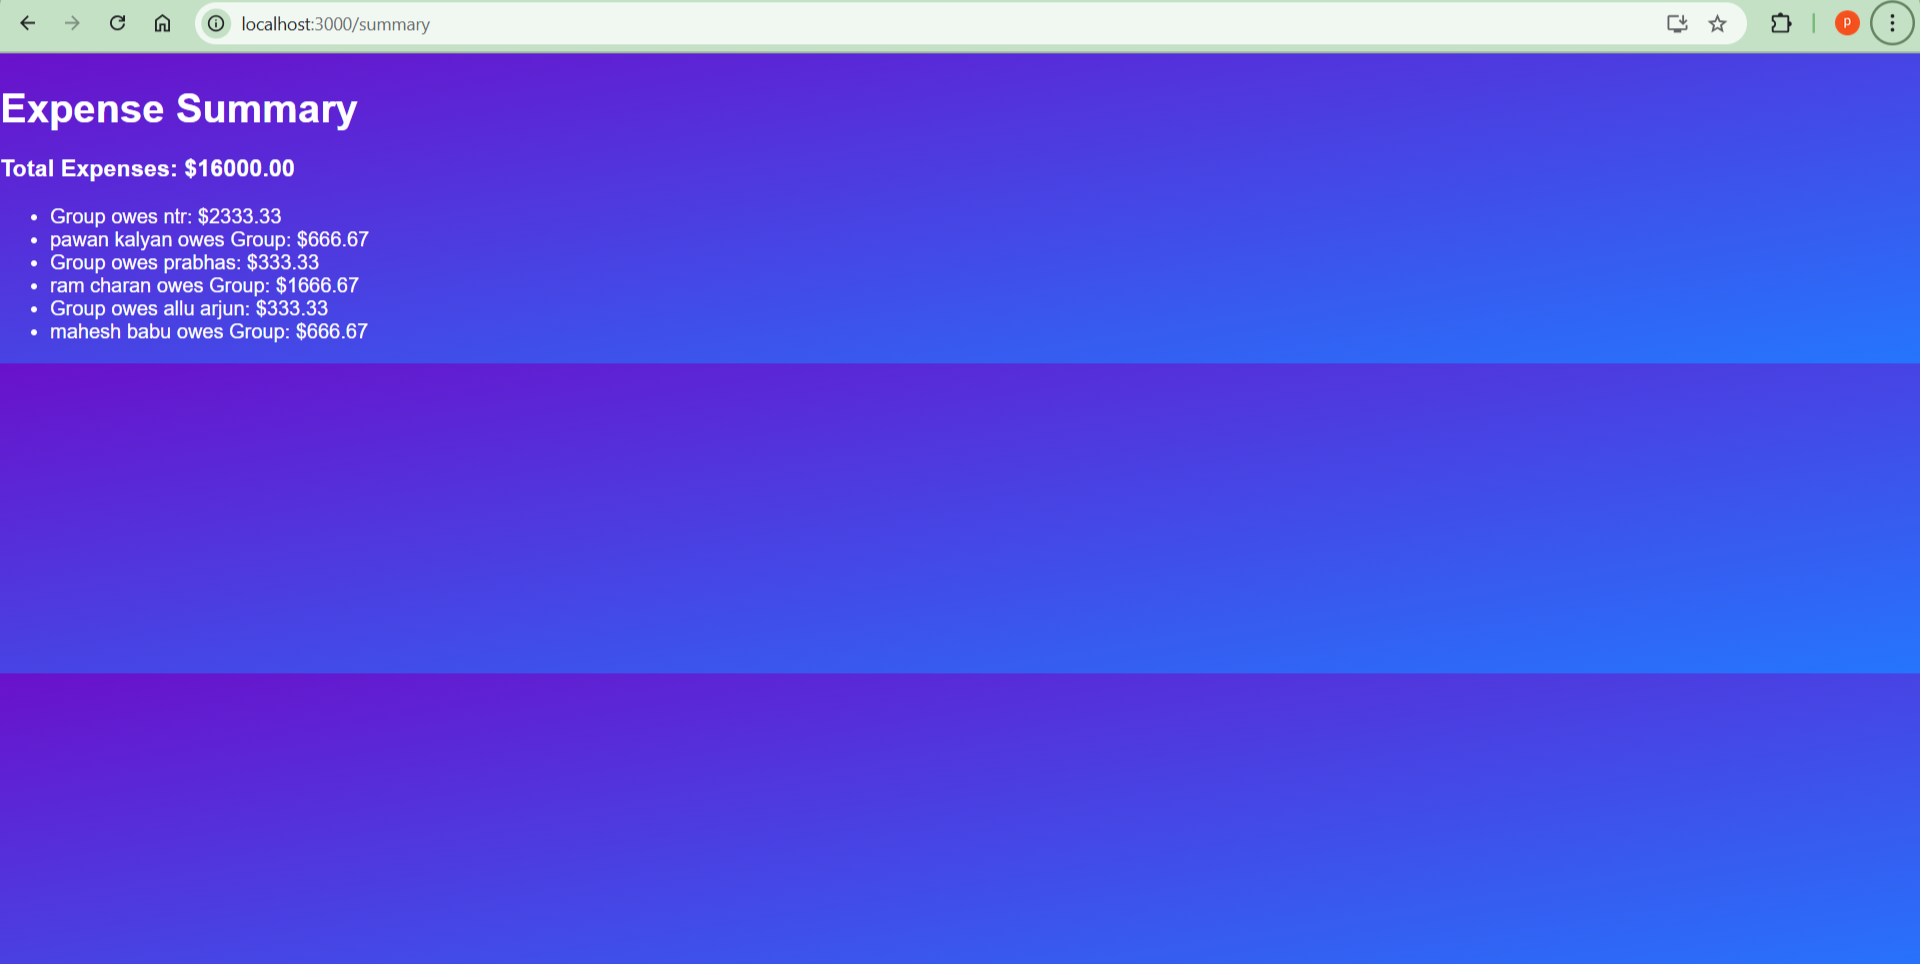 localhost:3000/summary
P
Expense Summary
Total Expenses: $16000.00
Group owes ntr: $2333.33
pawan kalyan owes Group: $666.67
Group owes prabhas: $333.33
ram charan owes Group: $1666.67
Group owes allu arjun: $333.33
mahesh babu owes Group: $666.67